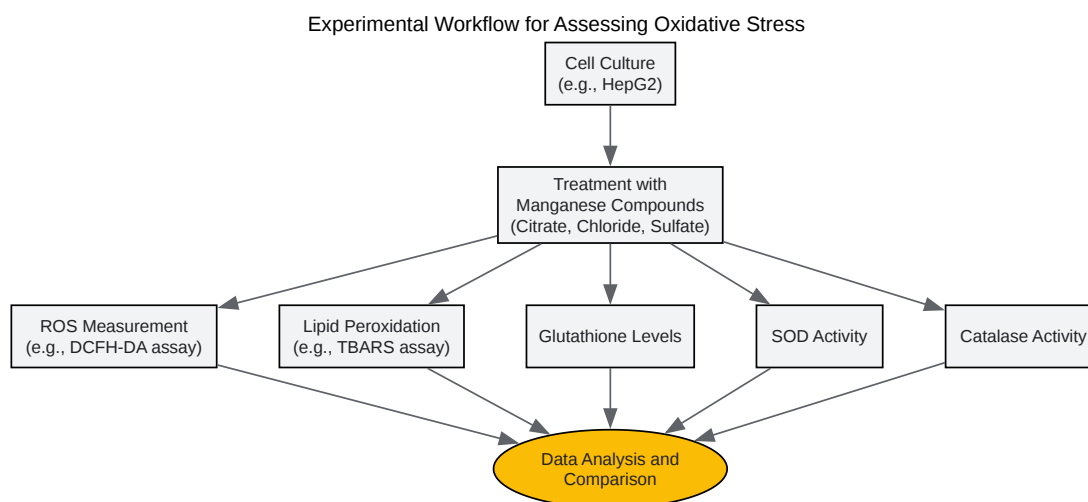 Experimental Workflow for Assessing Oxidative Stress
Cell Culture
(e.g., HepG2)
Treatment with
Manganese Compounds
(Citrate, Chloride, Sulfate)
ROS Measurement
(e.g., DCFH-DA assay)
Lipid Peroxidation
(e.g., TBARS assay)
Glutathione Levels
SOD Activity
Catalase Activity
Data Analysis and
Comparison